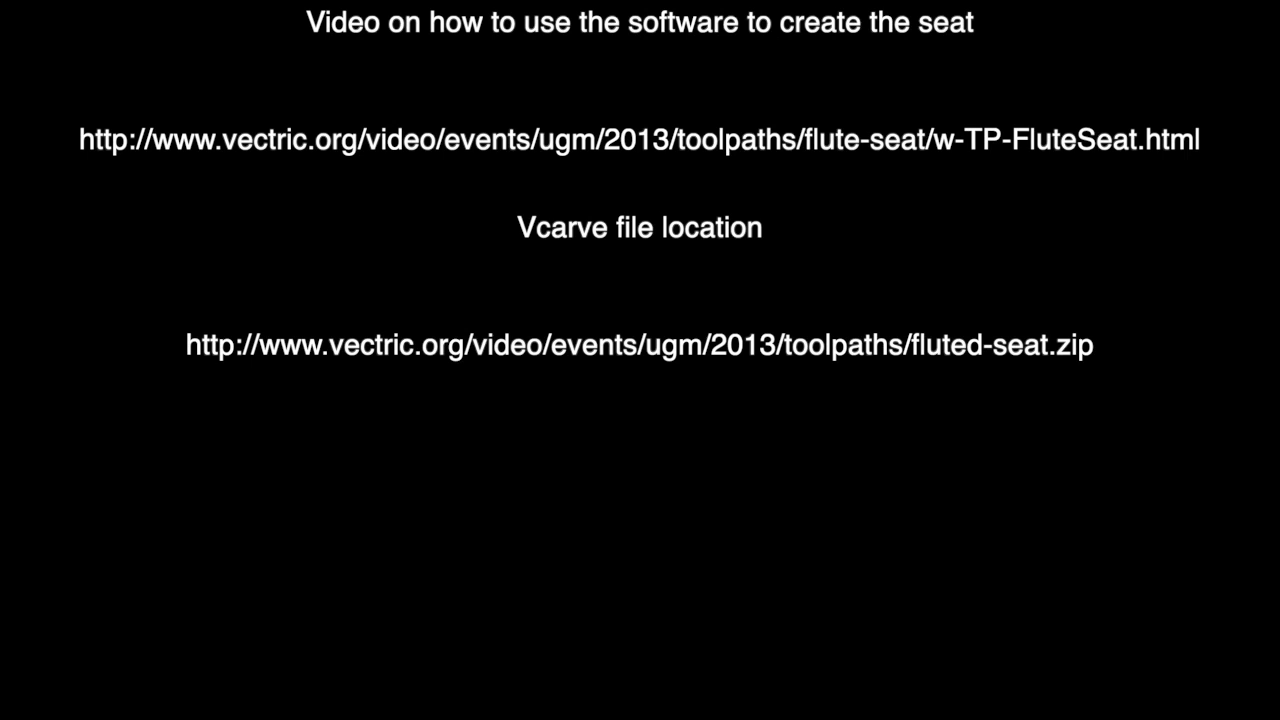 Video on how to use the software to create the seat
http://www.vectric.org/video/events/ugm/2013/toolpaths/flute-seat/w-TP-FluteSeat.html
Vcarve file location
http://www.vectric.org/video/events/ugm/2013/toolpaths/fluted-seat.zip